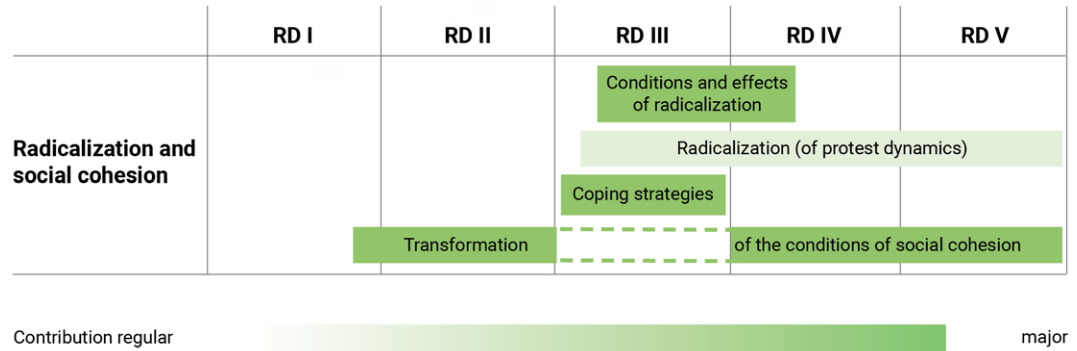 RD I RD II RD III RD IV RD V
Radicalization and
social cohesion
Conditions and effects
of radicalization
Radicalization (of protest dynamics)
Coping strategies
Transformation of the conditions of social cohesion
Contribution regular major